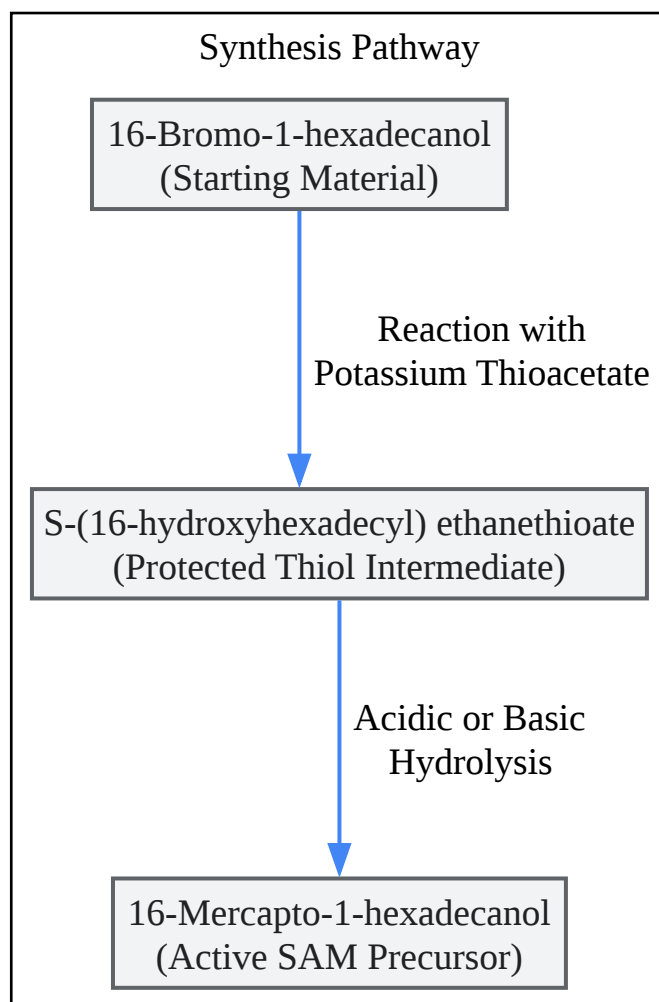 Synthesis Pathway
16-Bromo-1-hexadecanol
(Starting Material)
Reaction with
Potassium Thioacetate
S-(16-hydroxyhexadecyl) ethanethioate
(Protected Thiol Intermediate)
Acidic or Basic
Hydrolysis
16-Mercapto-1-hexadecanol
(Active SAM Precursor)